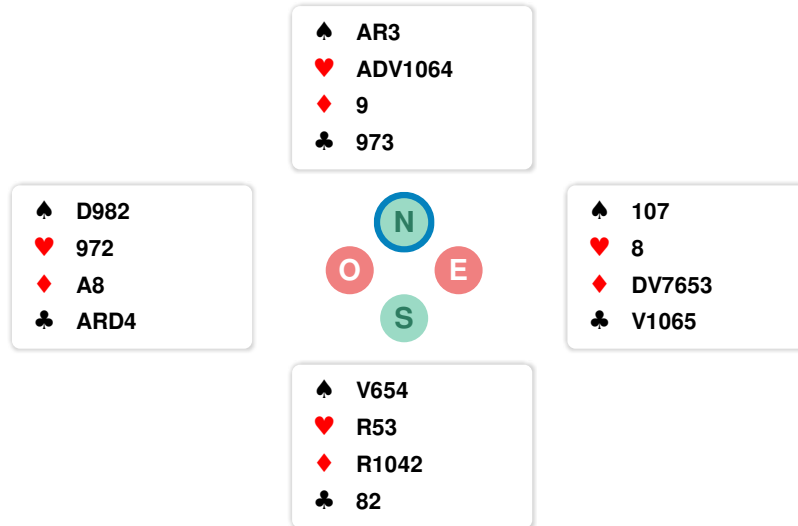 ♠ AR3
♥ ADV1064
♦ 9
♣ 973
♠ D982
♥ 972
♦ A8
♣ ARD4
N
O
E
S
♠ 107
♥ 8
♦ DV7653
♣ V1065
♠ V654
♥ R53
♦ R1042
♣ 82